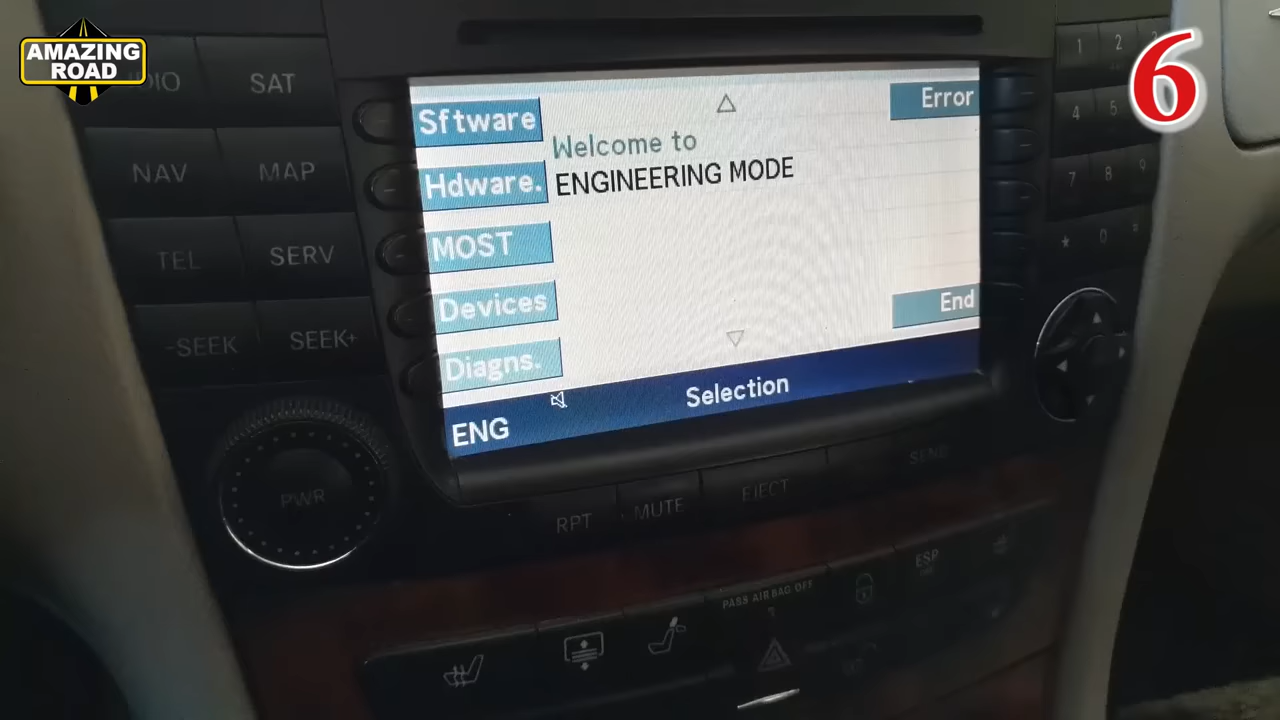 AMAZING
ROAD
6
SAT
NAV
MAP
TEL
SERV
-SEEK
SEEK+
PWR
Sftware
Hdware.
MOST
Devices
Diagns.
Welcome to
ENGINEERING MODE
Error
End
Selection
ENG
1 2
4 5
7 8 9
* 0
RPT
MUTE
EJECT
SEND
PASS AIR BAG OFF
ESP